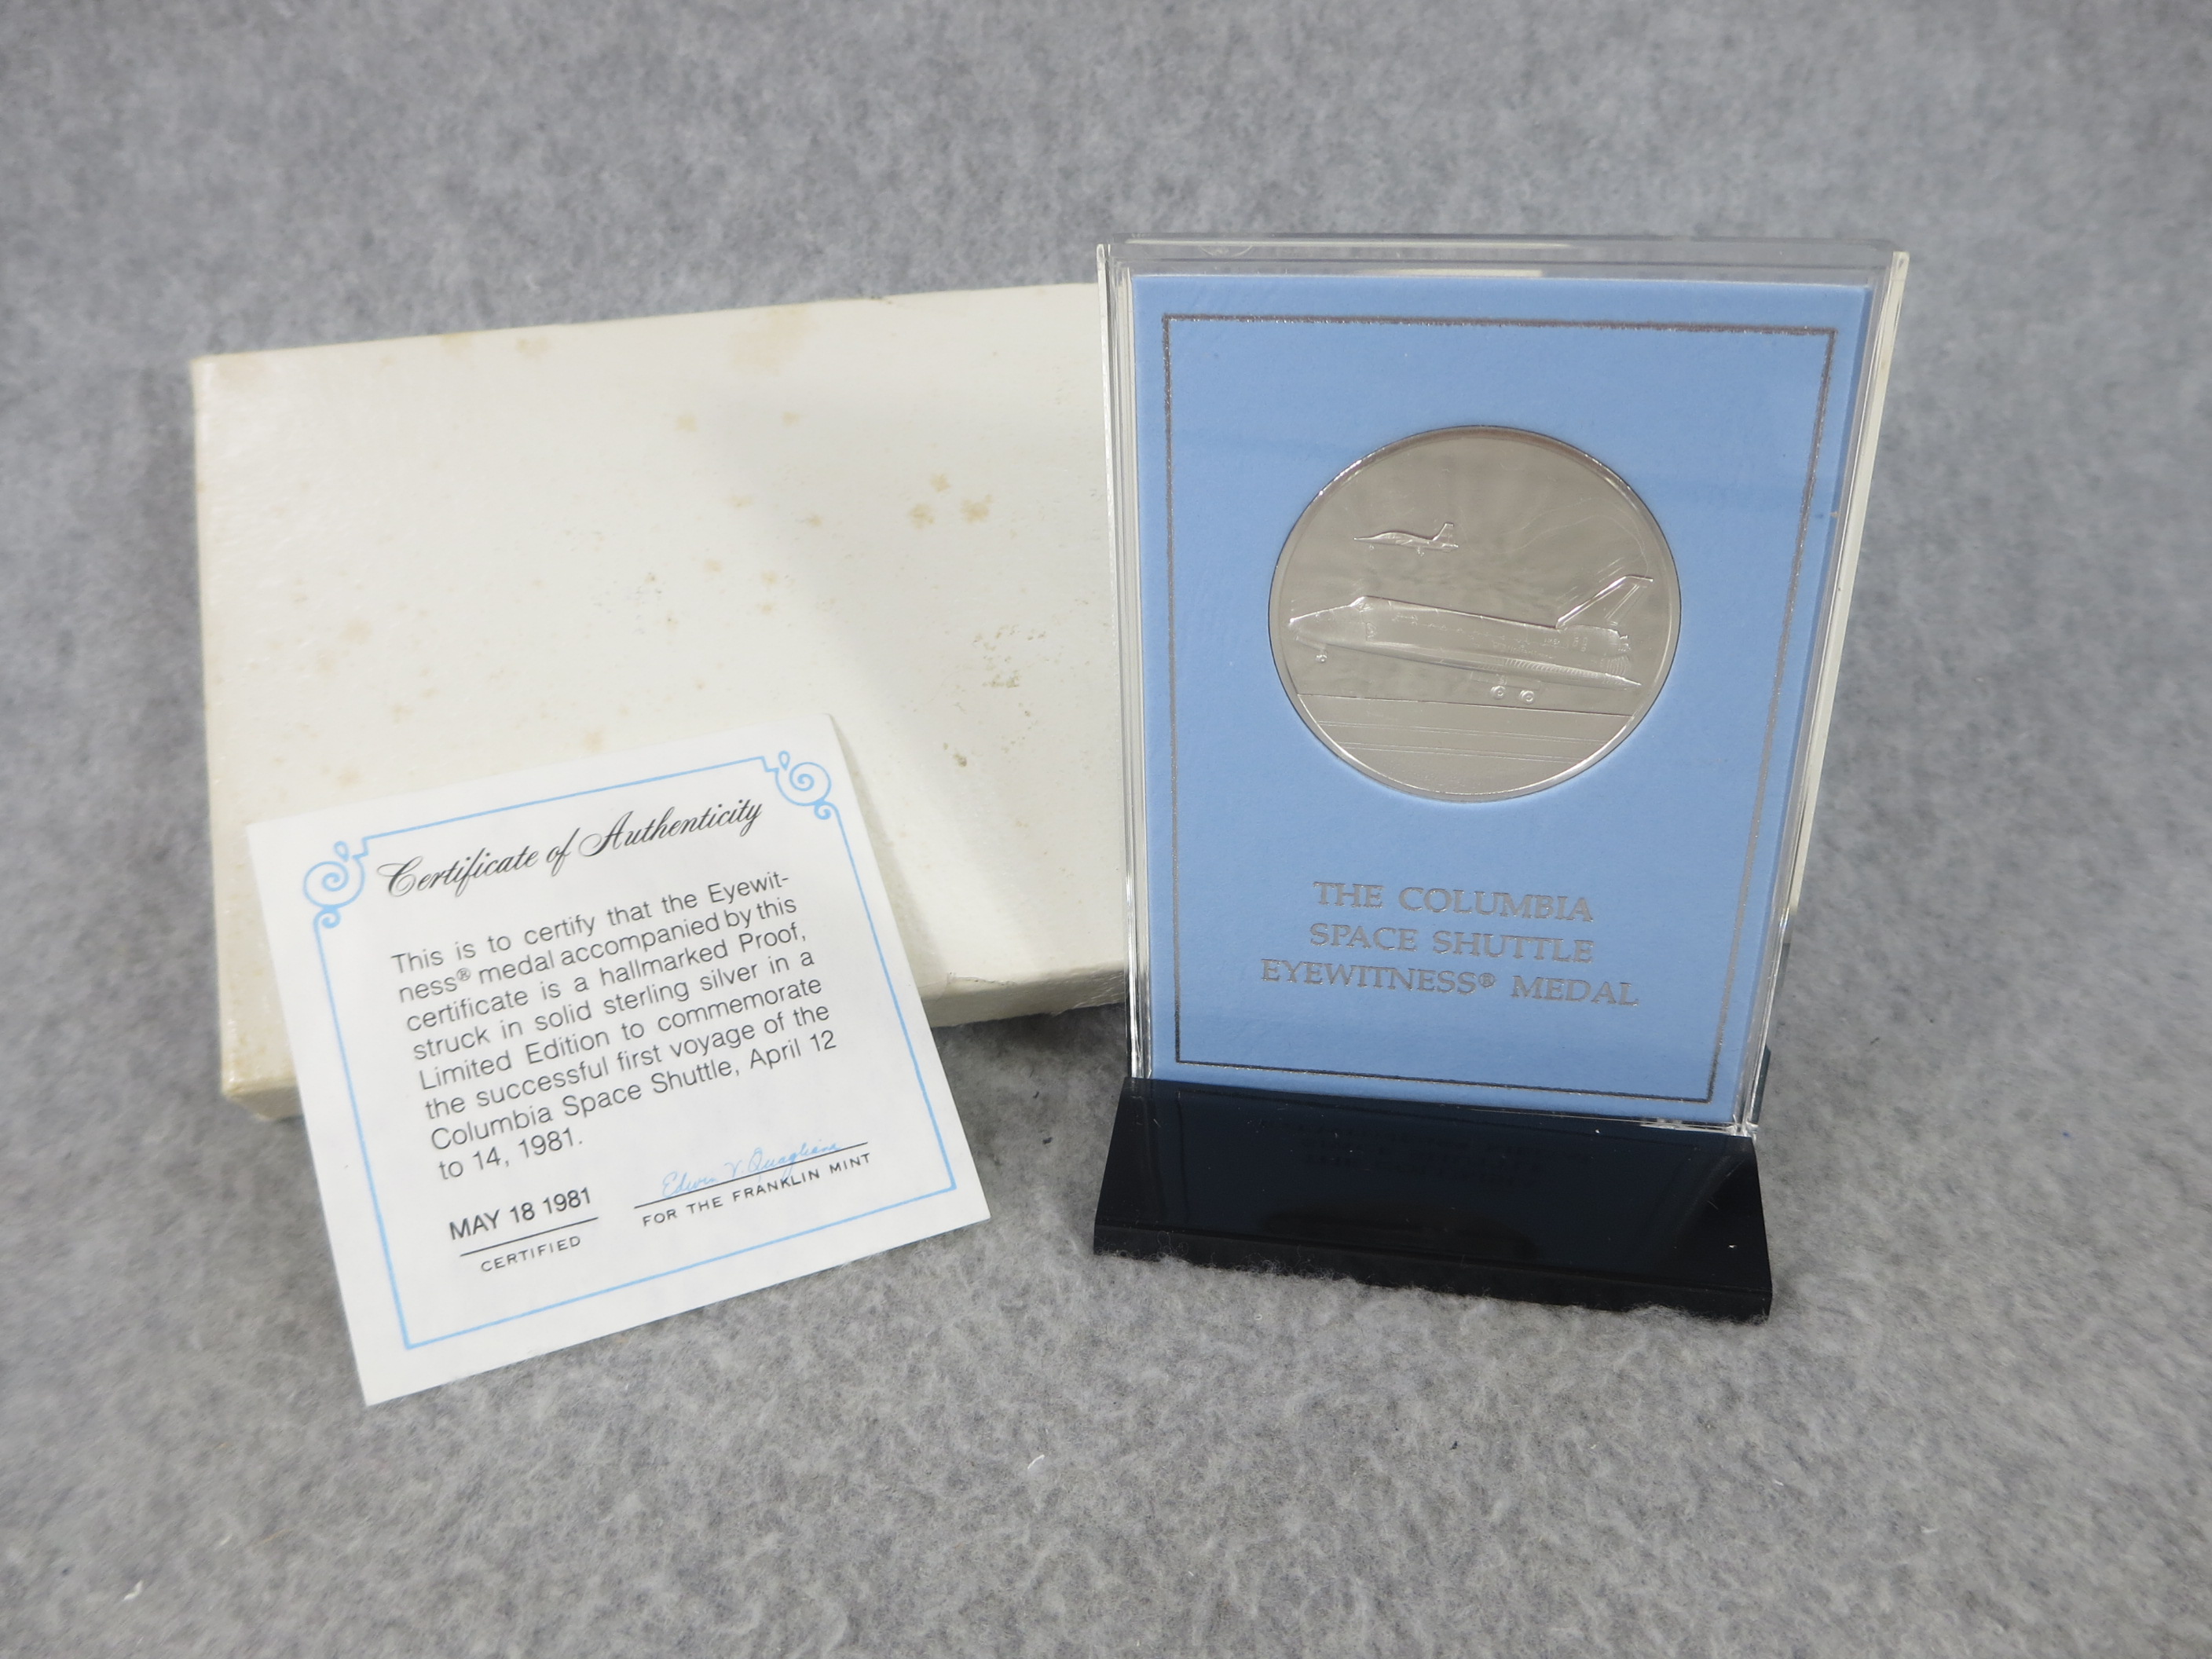 Certificate of Authenticity
This is to certify that the Eyewit-
ness® medal accompanied by this
certificate is a hallmarked Proof,
struck in solid sterling silver in a
Limited Edition to commemorate
the successful first voyage of the
Columbia Space Shuttle, April 12
to 14, 1981.
MAY 18 1981
CERTIFIED
Edwin V. Quagliana
FOR THE FRANKLIN MINT
THE COLUMBIA
SPACE SHUTTLE
EYEWITNESS® MEDAL